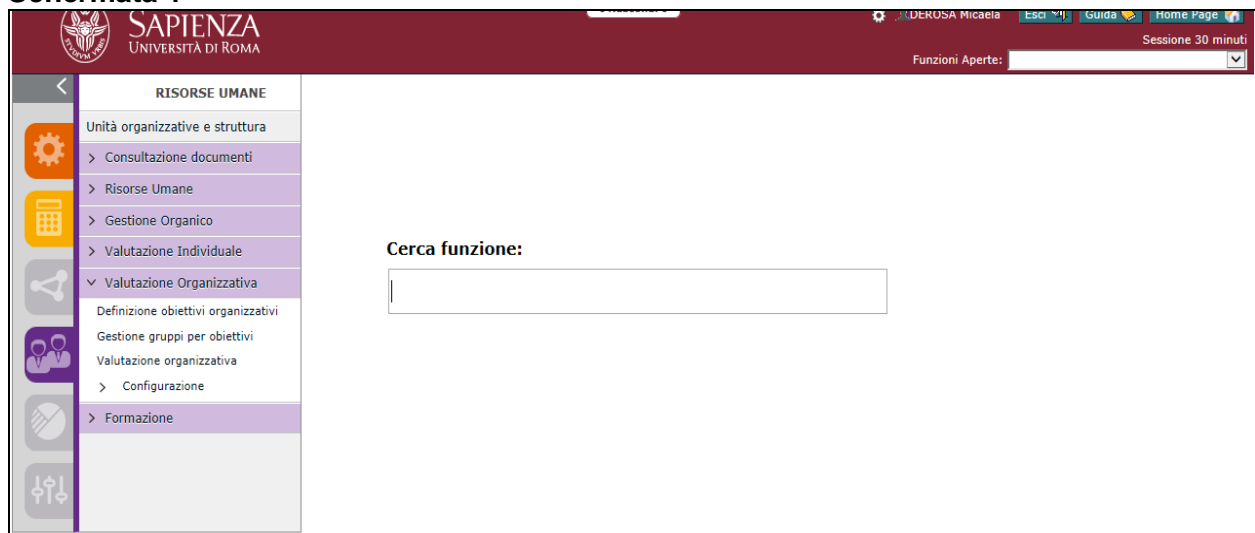 SAPIENZA
UNIVERSITÀ DI ROMA
DEROSA Micaela
Esci
Guida
Home Page
Sessione 30 minuti
Funzioni Aperte:
RISORSE UMANE
Unità organizzative e struttura
> Consultazione documenti
> Risorse Umane
> Gestione Organico
> Valutazione Individuale
Valutazione Organizzativa
Definizione obiettivi organizzativi
Gestione gruppi per obiettivi
Valutazione organizzativa
> Configurazione
> Formazione
Cerca funzione: